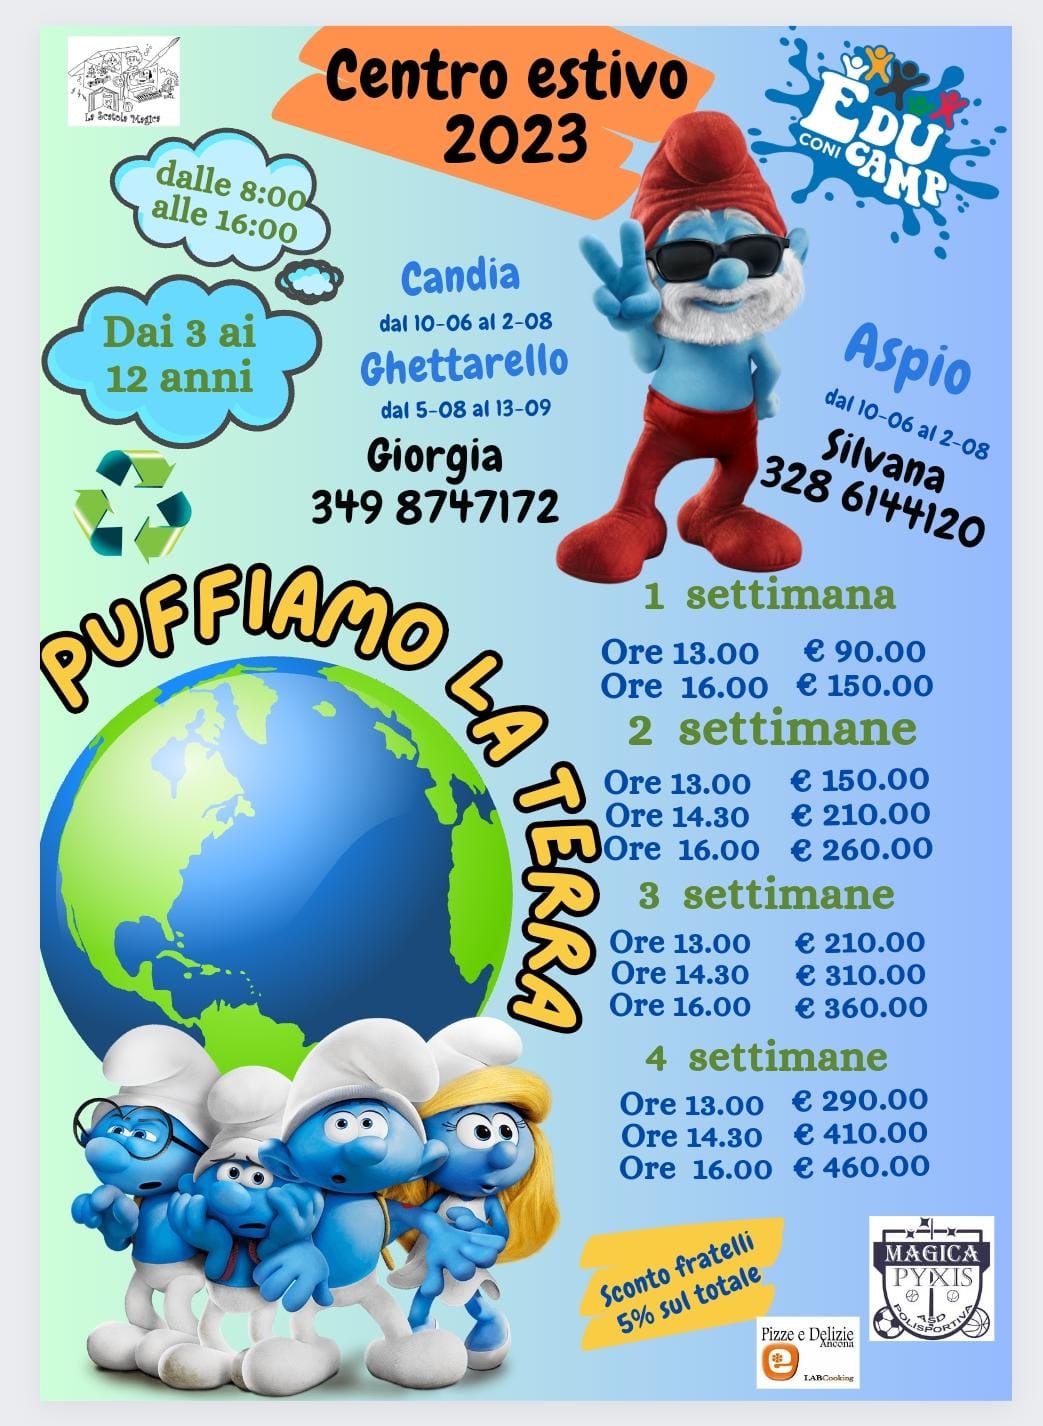 La Scatola Magica
Centro estivo
2023
EDU
CONI CAMP
dalle 8:00
alle 16:00
Dai 3 ai
12 anni
Candia
dal 10-06 al 2-08
Ghettarello
dal 5-08 al 13-09
Giorgia
349 8747172
Aspio
dal 10-06 al 2-08
Silvana
328 6144120
PUFFIAMO LA TERRA
1 settimana
Ore 13.00 € 90.00
Ore 16.00 € 150.00
2 settimane
Ore 13.00 € 150.00
Ore 14.30 € 210.00
Ore 16.00 € 260.00
3 settimane
Ore 13.00 € 210.00
Ore 14.30 € 310.00
Ore 16.00 € 360.00
4 settimane
Ore 13.00 € 290.00
Ore 14.30 € 410.00
Ore 16.00 € 460.00
Sconto fratelli
5% sul totale
MAGICA
PYXIS
ASD
POLISPORTIVA
Pizze e Delizie
Ancona
e
LABCooking